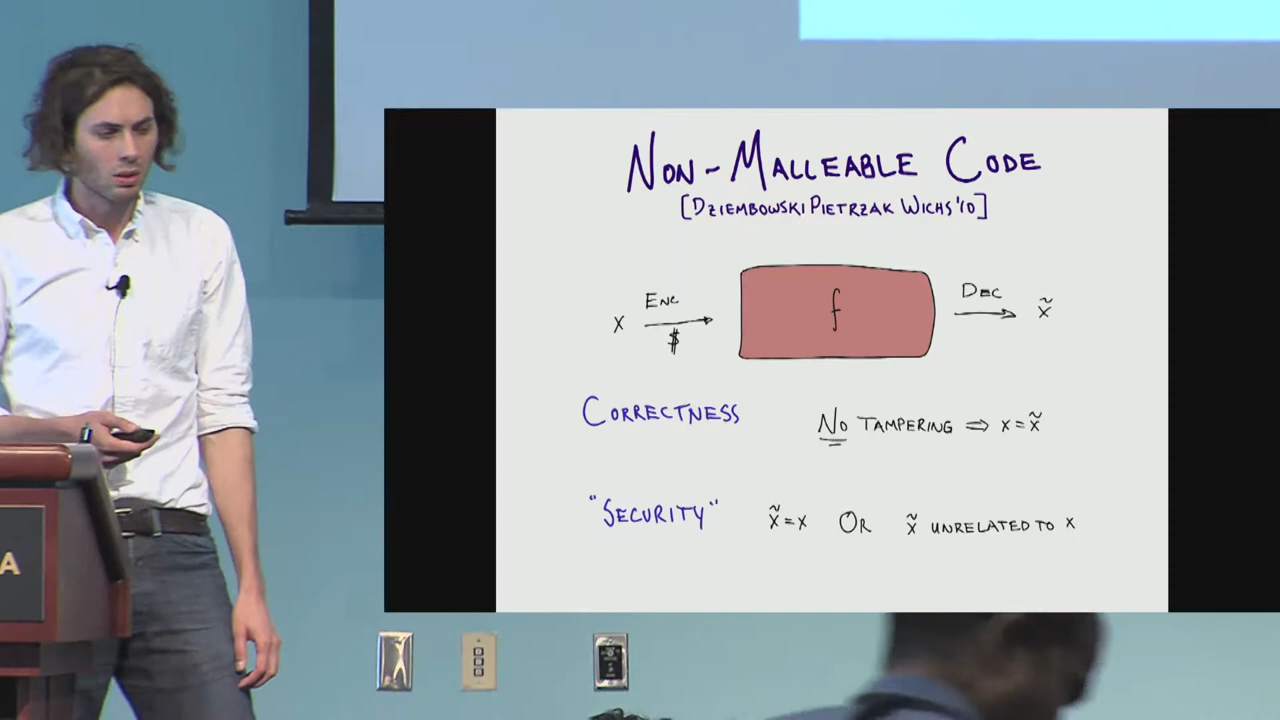 NON-MALLEABLE CODE
[DZIEMBOWSKI PIETRZAK WICHS '10]
x ENC $ f DEC x̃
CORRECTNESS NO TAMPERING ⇒ x = x̃
"SECURITY" x̃ = x OR x̃ UNRELATED TO x
A